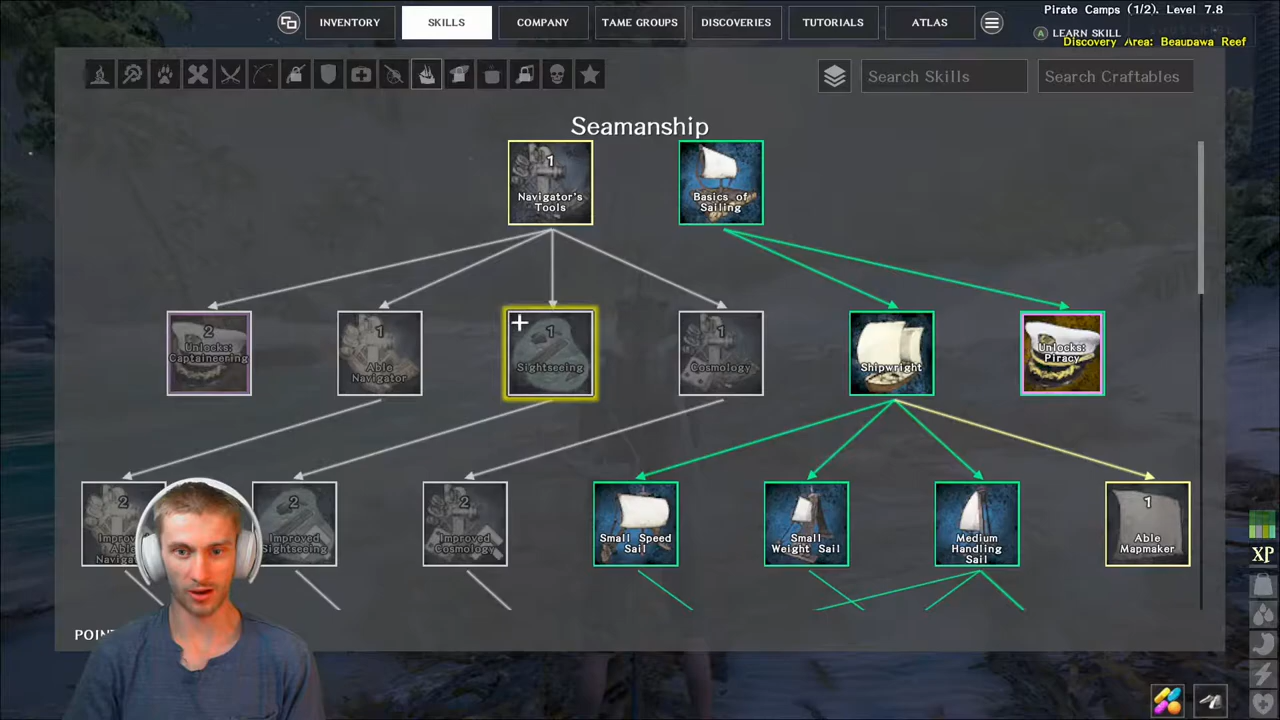 INVENTORY
SKILLS
COMPANY
TAME GROUPS
DISCOVERIES
TUTORIALS
ATLAS
Pirate Camps (1/2). Level 7.8
A LEARN SKILL
Discovery Area: Beaupawa Reef
Search Skills
Search Craftables
Seamanship
1
Navigator's
Tools
Basics of
Sailing
2
Unlocks:
Captaineering
1
Able
Navigator
1
Sightseeing
1
Cosmology
Shipwright
Unlocks:
Piracy
2
Improved
Able
2
Improved
Sightseeing
2
Improved
Cosmology
Small Speed
Sail
Small
Weight Sail
Medium
Handling
Sail
1
Able
Mapmaker
XP